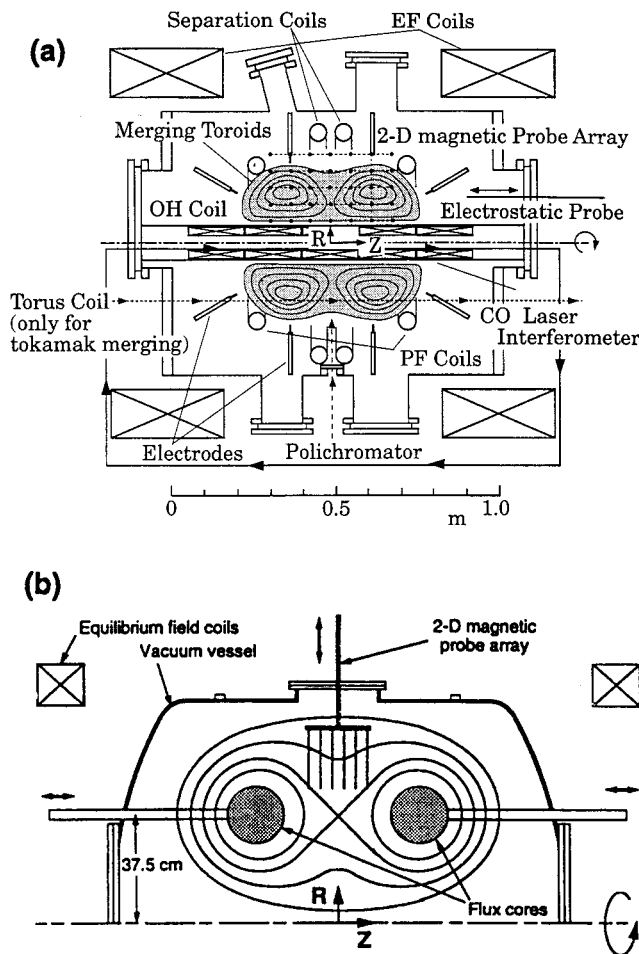 (a)
Separation Coils
EF Coils
Merging Toroids
2-D magnetic Probe Array
OH Coil
Electrostatic Probe
R
Z
Torus Coil
(only for
tokamak merging)
CO Laser
Interferometer
PF Coils
Electrodes
Polichromator
0
0.5
1.0
m
(b)
Equilibrium field coils
Vacuum vessel
2-D magnetic
probe array
37.5 cm
R
Z
Flux cores